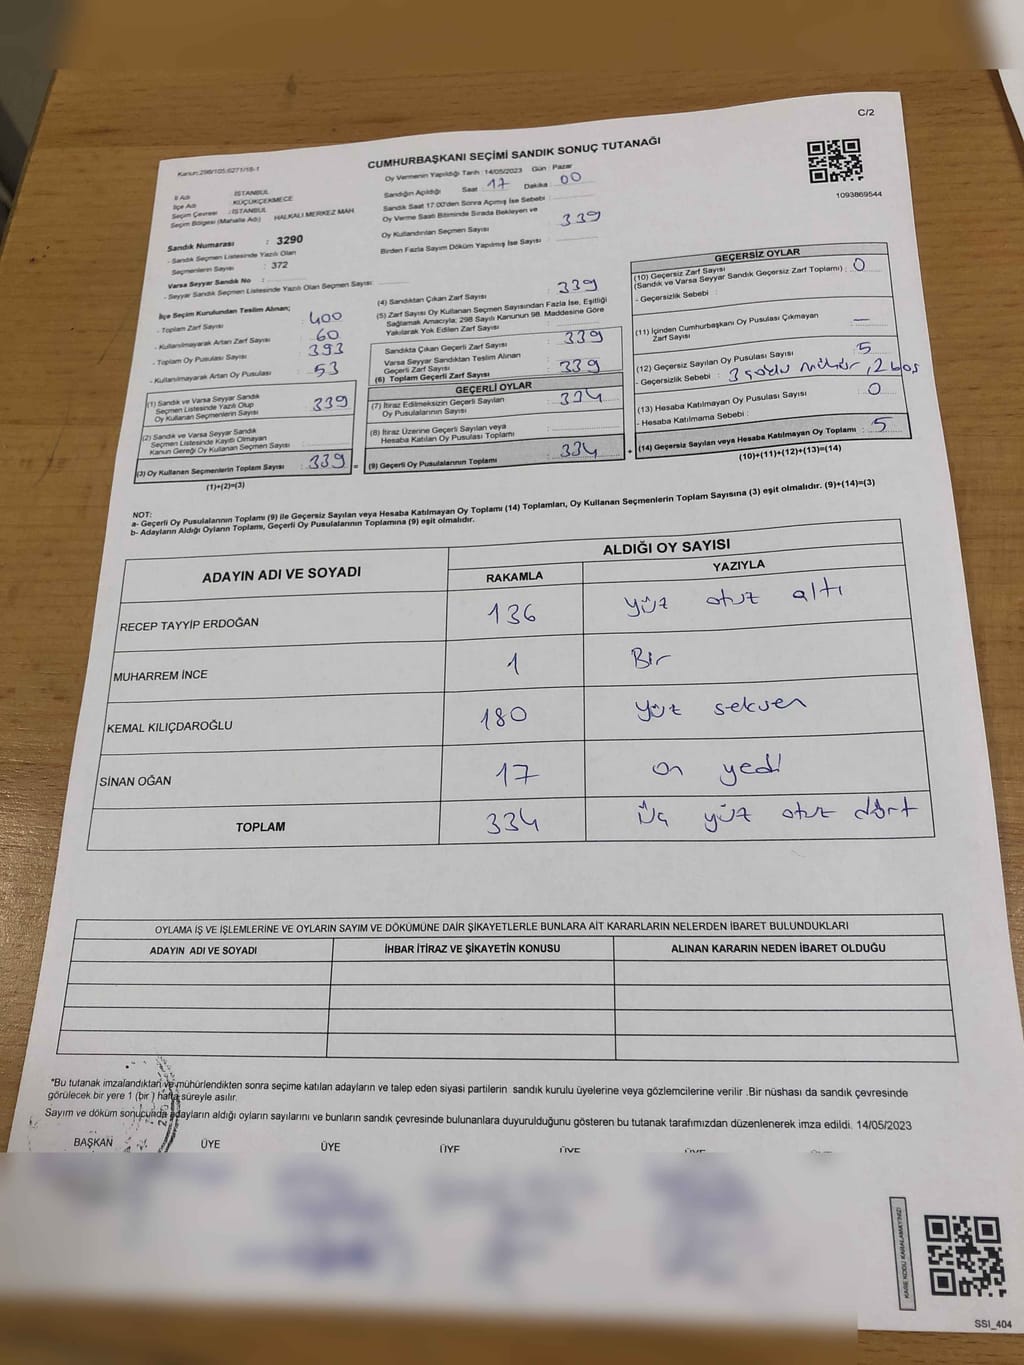 C/2
CUMHURBAŞKANI SEÇİMİ SANDIK SONUÇ TUTANAĞI
Kanun:298/105,6271/16-1
Oy Vermenin Yapıldığı Tarih :14/05/2023 Gün : Pazar
Sandığın Açıldığı Saat 17 Dakika 00
Sandık Saat 17:00'den Sonra Açılmış İse Sebebi :
Oy Verme Saati Bitiminde Sırada Bekleyen ve
Oy Kullandırılan Seçmen Sayısı : 339
Birden Fazla Sayım Döküm Yapılmış İse Sayısı :
1093869544
İl Adı : İSTANBUL
İlçe Adı : KÜÇÜKÇEKMECE
Seçim Çevresi : İSTANBUL
Seçim Bölgesi (Mahalle Adı) : HALKALI MERKEZ MAH
Sandık Numarası : 3290
- Sandık Seçmen Listesinde Yazılı Olan
Seçmenlerin Sayısı : 372
Varsa Seyyar Sandık No :
- Seyyar Sandık Seçmen Listesinde Yazılı Olan Seçmen Sayısı:
İlçe Seçim Kurulundan Teslim Alınan;
- Toplam Zarf Sayısı : 400
- Kullanılmayarak Artan Zarf Sayısı : 60
- Toplam Oy Pusulası Sayısı : 393
- Kullanılmayarak Artan Oy Pusulası : 53
(1) Sandık ve Varsa Seyyar Sandık
Seçmen Listesinde Yazılı Olup
Oy Kullanan Seçmenlerin Sayısı : 339
(2) Sandık ve Varsa Seyyar Sandık
Seçmen Listesinde Kayıtlı Olmayan
Kanun Gereği Oy Kullanan Seçmen Sayısı :
(3) Oy Kullanan Seçmenlerin Toplam Sayısı : 339 =
(1)+(2)=(3)
(4) Sandıktan Çıkan Zarf Sayısı : 339
(5) Zarf Sayısı Oy Kullanan Seçmen Sayısından Fazla İse, Eşitliği
Sağlamak Amacıyla; 298 Sayılı Kanunun 98. Maddesine Göre
Yakılarak Yok Edilen Zarf Sayısı :
Sandıkta Çıkan Geçerli Zarf Sayısı : 339
Varsa Seyyar Sandıktan Teslim Alınan
Geçerli Zarf Sayısı :
(6) Toplam Geçerli Zarf Sayısı : 339
GEÇERLİ OYLAR
(7) İtiraz Edilmeksizin Geçerli Sayılan
Oy Pusulalarının Sayısı : 334
(8) İtiraz Üzerine Geçerli Sayılan veya
Hesaba Katılan Oy Pusulası Toplamı :
(9) Geçerli Oy Pusulalarının Toplamı : 334 +
GEÇERSİZ OYLAR
(10) Geçersiz Zarf Sayısı
(Sandık ve Varsa Seyyar Sandık Geçersiz Zarf Toplamı) : 0
- Geçersizlik Sebebi :
(11) İçinden Cumhurbaşkanı Oy Pusulası Çıkmayan
Zarf Sayısı : —
(12) Geçersiz Sayılan Oy Pusulası Sayısı : 5
- Geçersizlik Sebebi : 3 çoklu mühür, 2 boş
(13) Hesaba Katılmayan Oy Pusulası Sayısı : 0
- Hesaba Katılmama Sebebi :
(14) Geçersiz Sayılan veya Hesaba Katılmayan Oy Toplamı : 5
(10)+(11)+(12)+(13)=(14)
NOT:
a- Geçerli Oy Pusulalarının Toplamı (9) ile Geçersiz Sayılan veya Hesaba Katılmayan Oy Toplamı (14) Toplamları, Oy Kullanan Seçmenlerin Toplam Sayısına (3) eşit olmalıdır. (9)+(14)=(3)
b- Adayların Aldığı Oyların Toplamı, Geçerli Oy Pusulalarının Toplamına (9) eşit olmalıdır.
ADAYIN ADI VE SOYADI
ALDIĞI OY SAYISI
RAKAMLA YAZIYLA
RECEP TAYYİP ERDOĞAN 136 yüz otuz altı
MUHARREM İNCE 1 Bir
KEMAL KILIÇDAROĞLU 180 yüz seksen
SİNAN OĞAN 17 on yedi
TOPLAM 334 üç yüz otuz dört
OYLAMA İŞ VE İŞLEMLERİNE VE OYLARIN SAYIM VE DÖKÜMÜNE DAİR ŞİKAYETLERLE BUNLARA AİT KARARLARIN NELERDEN İBARET BULUNDUKLARI
ADAYIN ADI VE SOYADI İHBAR İTİRAZ VE ŞİKAYETİN KONUSU ALINAN KARARIN NEDEN İBARET OLDUĞU
*Bu tutanak imzalandıktan ve mühürlendikten sonra seçime katılan adayların ve talep eden siyasi partilerin sandık kurulu üyelerine veya gözlemcilerine verilir .Bir nüshası da sandık çevresinde
görülecek bir yere 1 (bir ) hafta süreyle asılır.
Sayım ve döküm sonucunda adayların aldığı oyların sayılarını ve bunların sandık çevresinde bulunanlara duyurulduğunu gösteren bu tutanak tarafımızdan düzenlenerek imza edildi. 14/05/2023
BAŞKAN ÜYE ÜYE ÜYE ÜYE ÜYE
KARE KODU KARALAMAYINIZ!
SSI_404